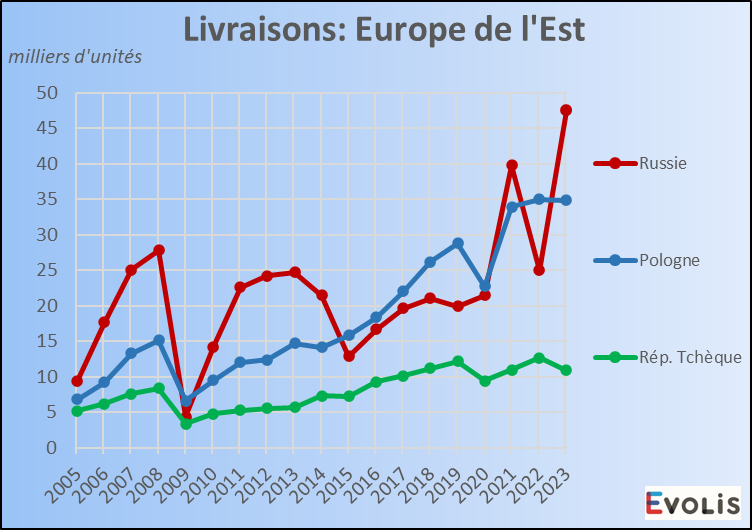 Livraisons: Europe de l'Est
milliers d'unités
50
45
40
35
30
25
20
15
10
5
0
2005 2006 2007 2008 2009 2010 2011 2012 2013 2014 2015 2016 2017 2018 2019 2020 2021 2022 2023
Russie
Pologne
Rép. Tchèque
EVOLIS